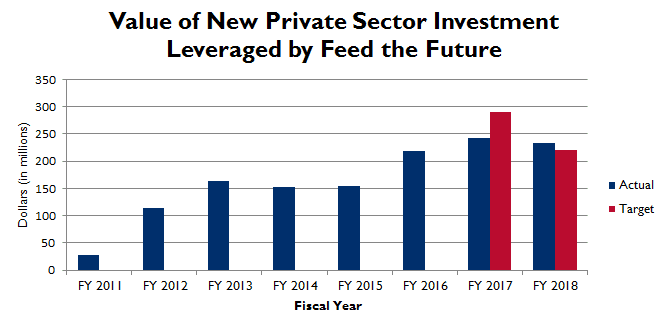 Value of New Private Sector Investment
Leveraged by Feed the Future
350
300
250
200
150
100
50
0
Dollars (in millions)
FY 2011 FY 2012 FY 2013 FY 2014 FY 2015 FY 2016 FY 2017 FY 2018
Fiscal Year
Actual
Target